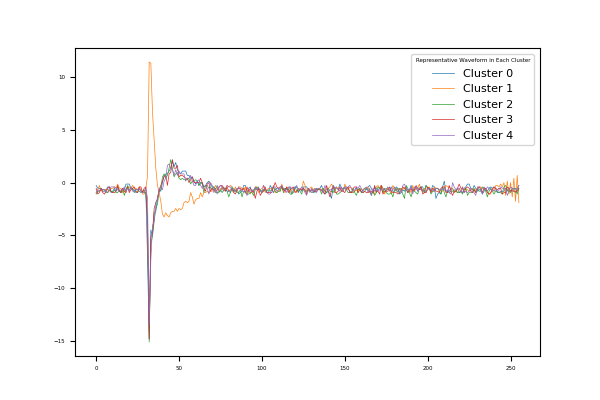 Representative Waveform in Each Cluster
Cluster 0
Cluster 1
Cluster 2
Cluster 3
Cluster 4
10
5
0
−5
−10
−15
0 50 100 150 200 250